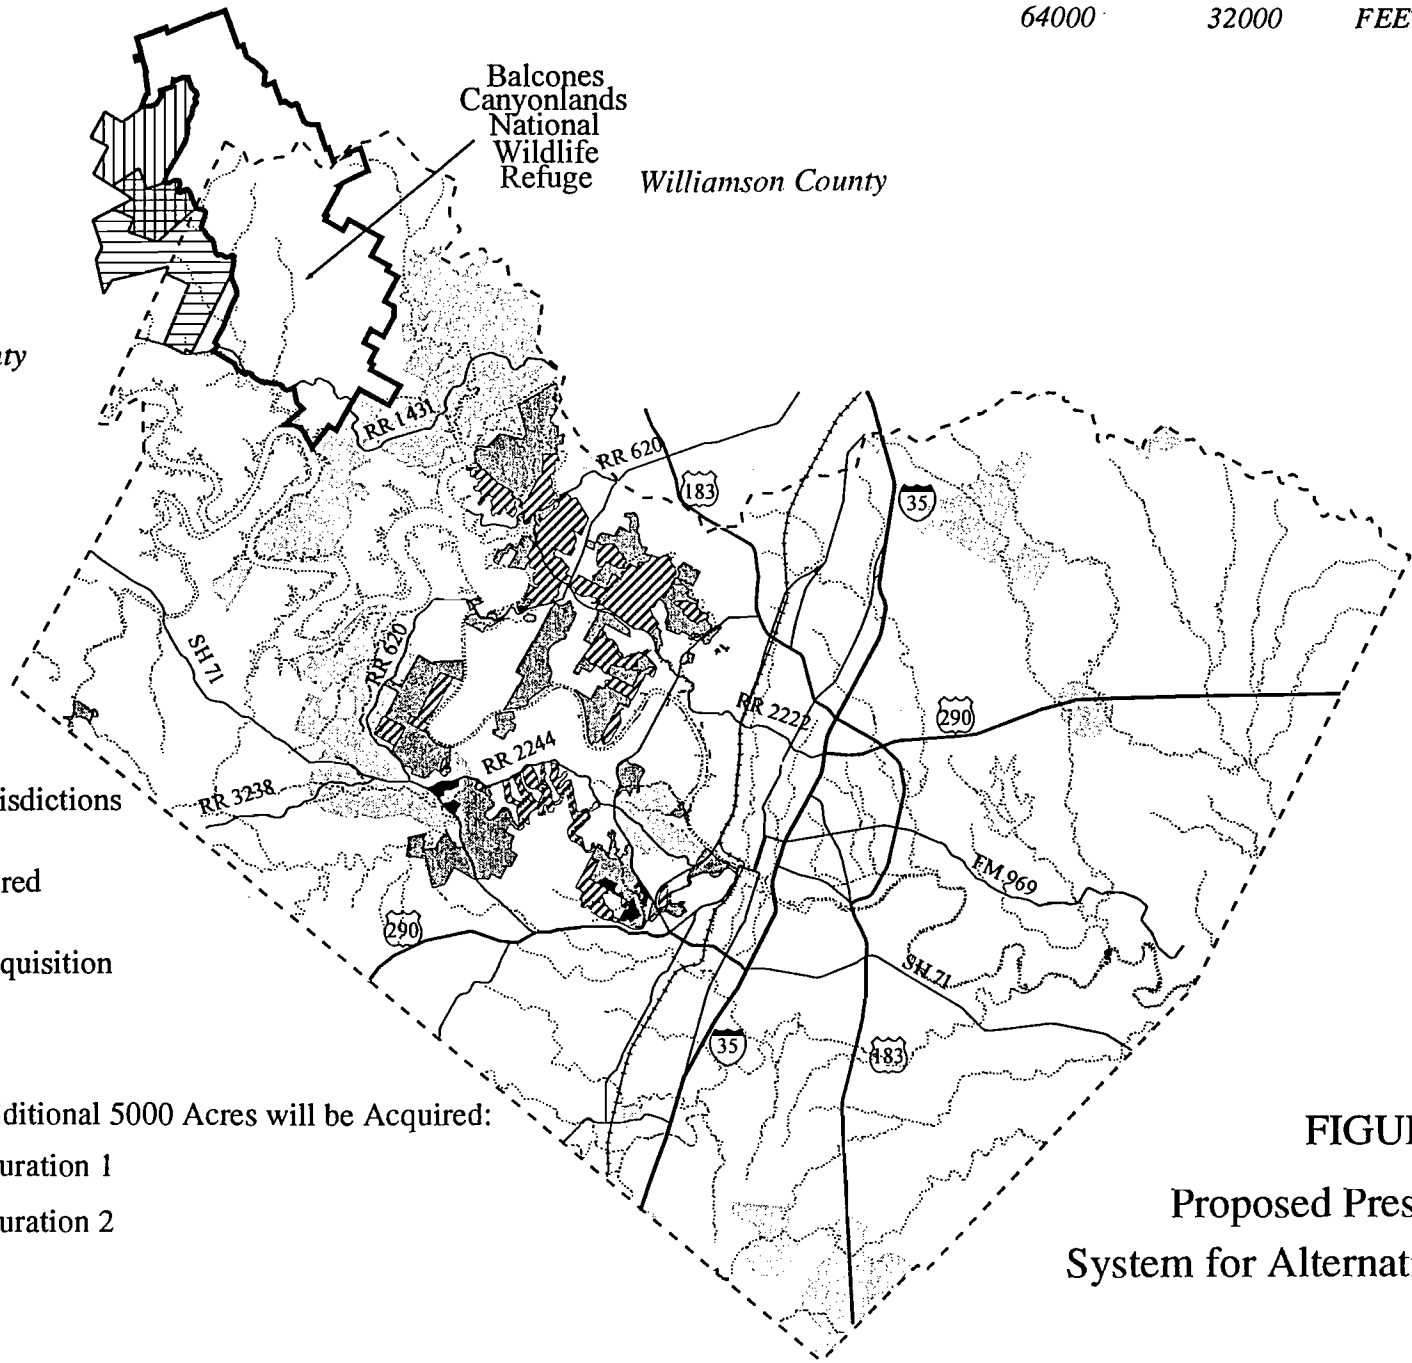 64000 32000 FEE
Balcones
Canyonlands
National
Wildlife
Refuge
Williamson County
nty
RR 1431
RR 620
183
35
SH 71
RR 620
RR 2222
290
RR 2244
RR 3238
isdictions
FM 969
red
290
quisition
SH 71
35
183
ditional 5000 Acres will be Acquired:
uration 1
uration 2
FIGU
Proposed Pres
System for Alternati